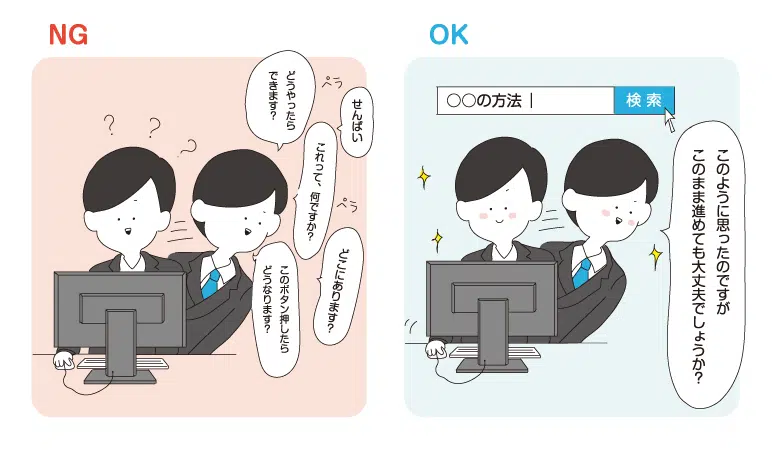 NG
せんぱい
ペラ
どうやったら
できます?
これって、何ですか?
ペラ
どこにあります?
このボタン押したら
どうなります?
OK
○○の方法
検索
このように思ったのですが
このまま進めても大丈夫でしょうか?